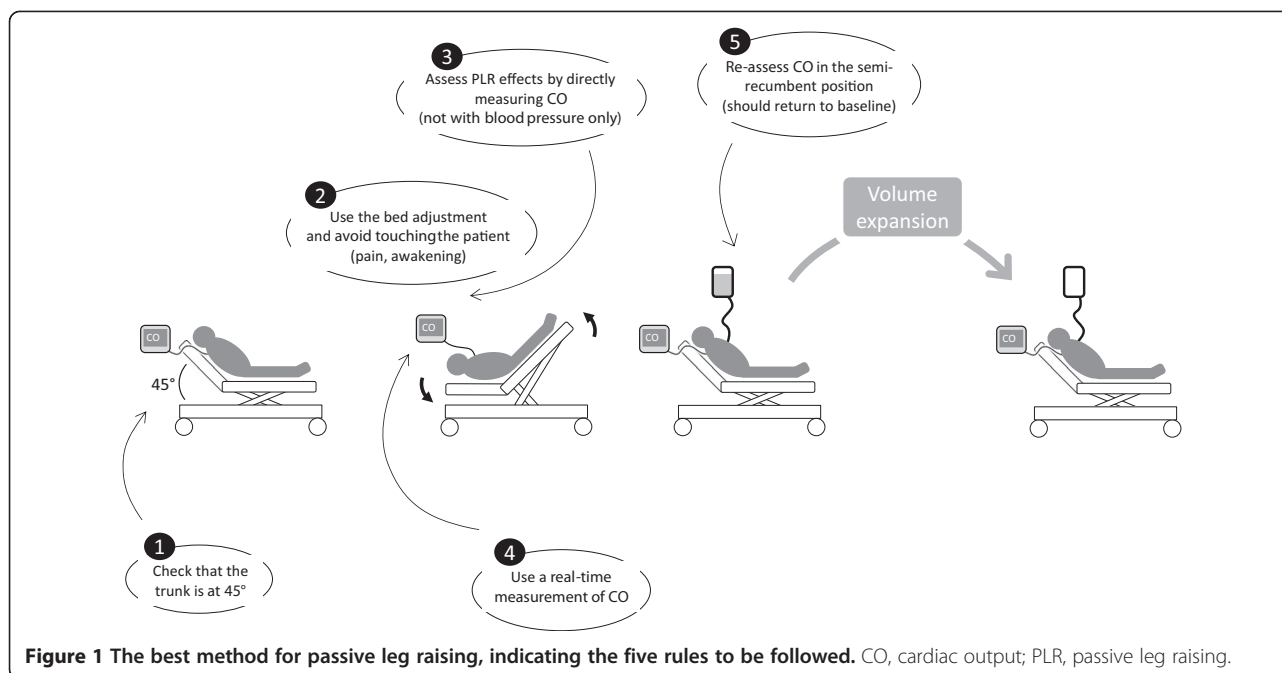 1
Check that the
trunk is at 45°
2
Use the bed adjustment
and avoid touching the patient
(pain, awakening)
3
Assess PLR effects by directly
measuring CO
(not with blood pressure only)
4
Use a real-time
measurement of CO
5
Re-assess CO in the semi-
recumbent position
(should return to baseline)
Volume
expansion
CO
45°
CO
CO
CO
Figure 1 The best method for passive leg raising, indicating the five rules to be followed. CO, cardiac output; PLR, passive leg raising.